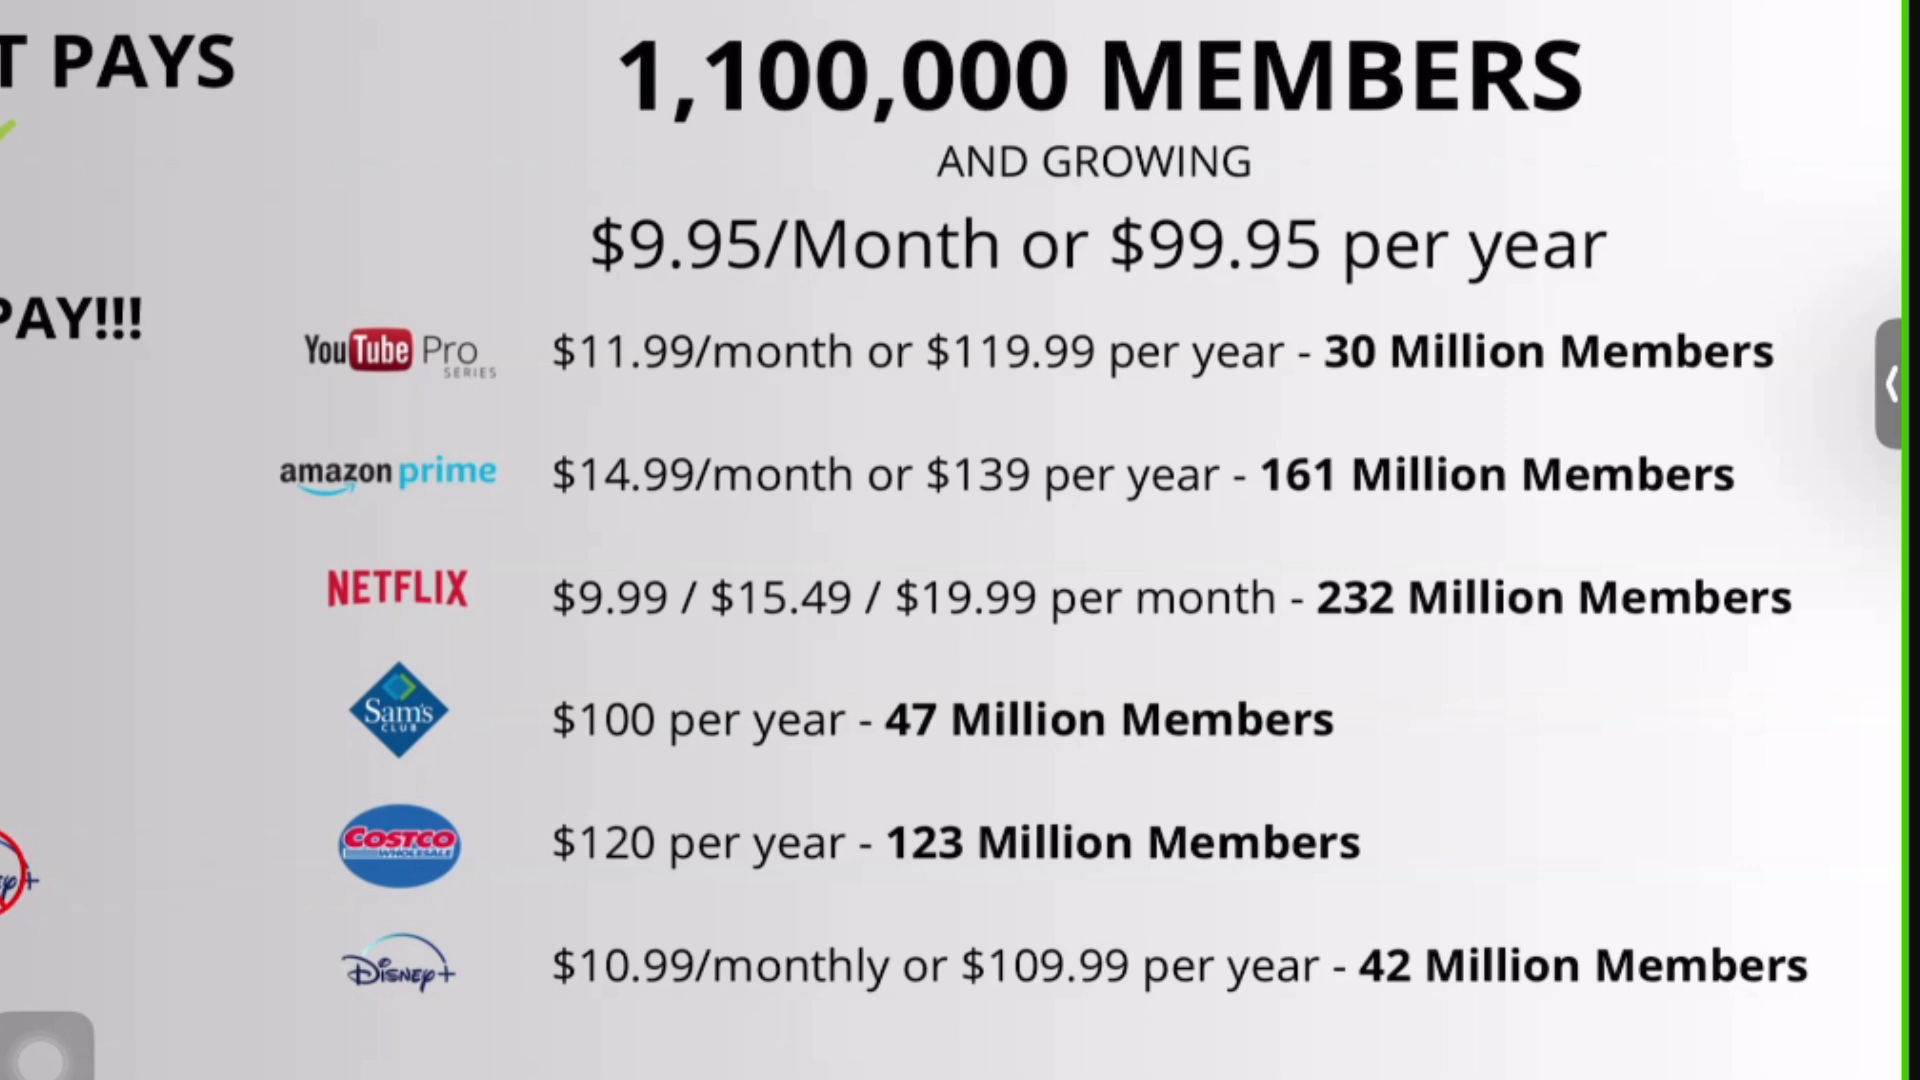 T PAYS
1,100,000 MEMBERS
AND GROWING
$9.95/Month or $99.95 per year
PAY!!!
YouTube Pro SERIES
$11.99/month or $119.99 per year - 30 Million Members
amazon prime
$14.99/month or $139 per year - 161 Million Members
NETFLIX
$9.99 / $15.49 / $19.99 per month - 232 Million Members
Sam's CLUB
$100 per year - 47 Million Members
COSTCO WHOLESALE
$120 per year - 123 Million Members
Disney+
$10.99/monthly or $109.99 per year - 42 Million Members